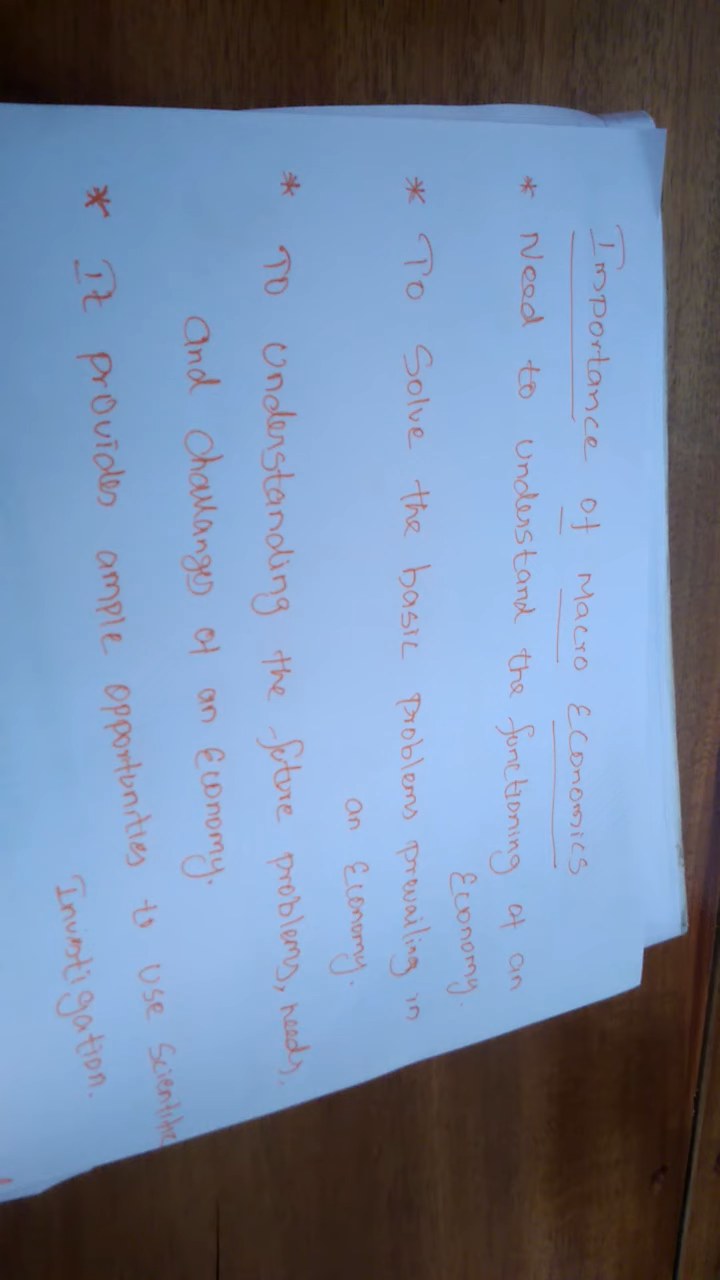 Importance of Macro Economics
* Need to understand the functioning of an
Economy.
* To Solve the basic problems prevailing in
an Economy.
* To understanding the future problems, needs,
and challanges of an Economy.
* It provides ample opportunities to use Scientific
Investigation.